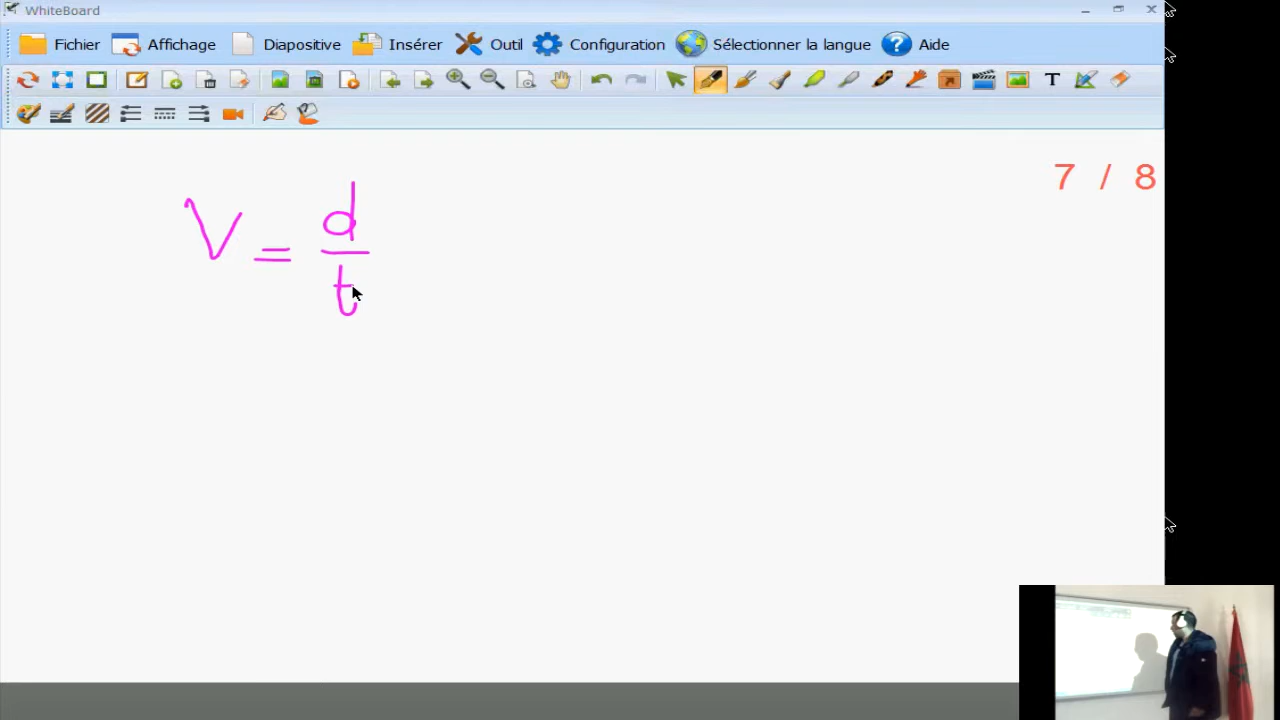 WhiteBoard
Fichier Affichage Diapositive Insérer Outil Configuration Sélectionner la langue Aide
7 / 8
V = d/t